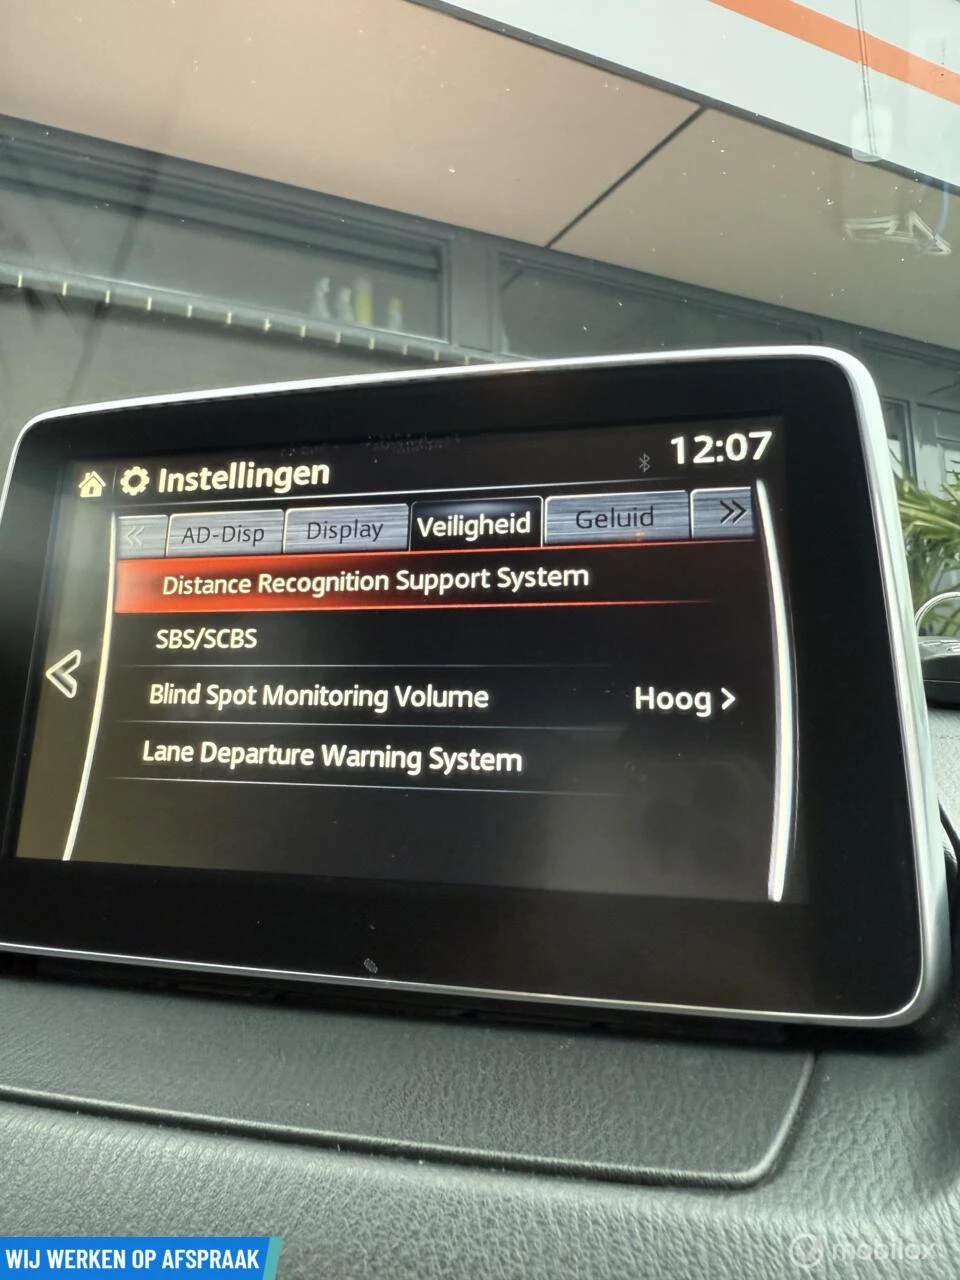 Instellingen
12:07
AD-Disp
Display
Veiligheid
Geluid
Distance Recognition Support System
SBS/SCBS
Blind Spot Monitoring Volume
Hoog
Lane Departure Warning System
WIJ WERKEN OP AFSPRAAK
mobilox